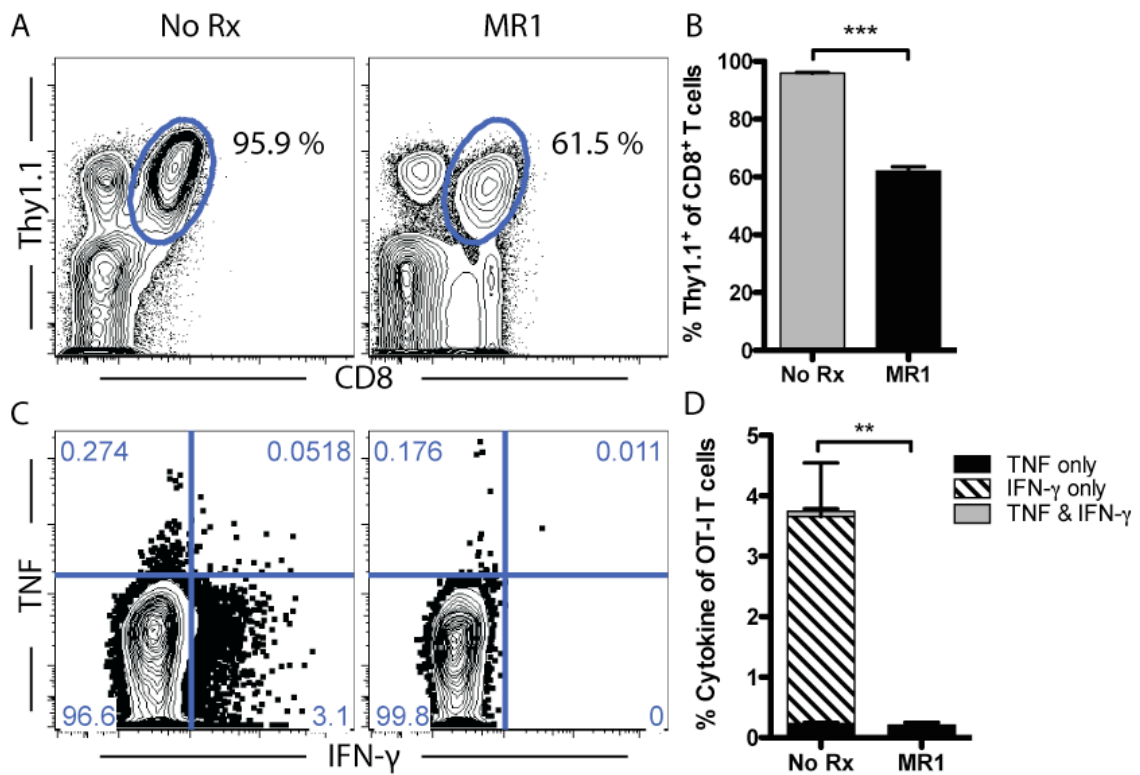 A
No Rx
MR1
95.9 %
61.5 %
Thy1.1
CD8
B
***
% Thy1.1⁺ of CD8⁺ T cells
100
80
60
40
20
0
No Rx
MR1
C
0.274
0.0518
96.6
3.1
0.176
0.011
99.8
0
TNF
IFN-γ
D
**
% Cytokine of OT-I T cells
5
4
3
2
1
0
No Rx
MR1
TNF only
IFN-γ only
TNF & IFN-γ